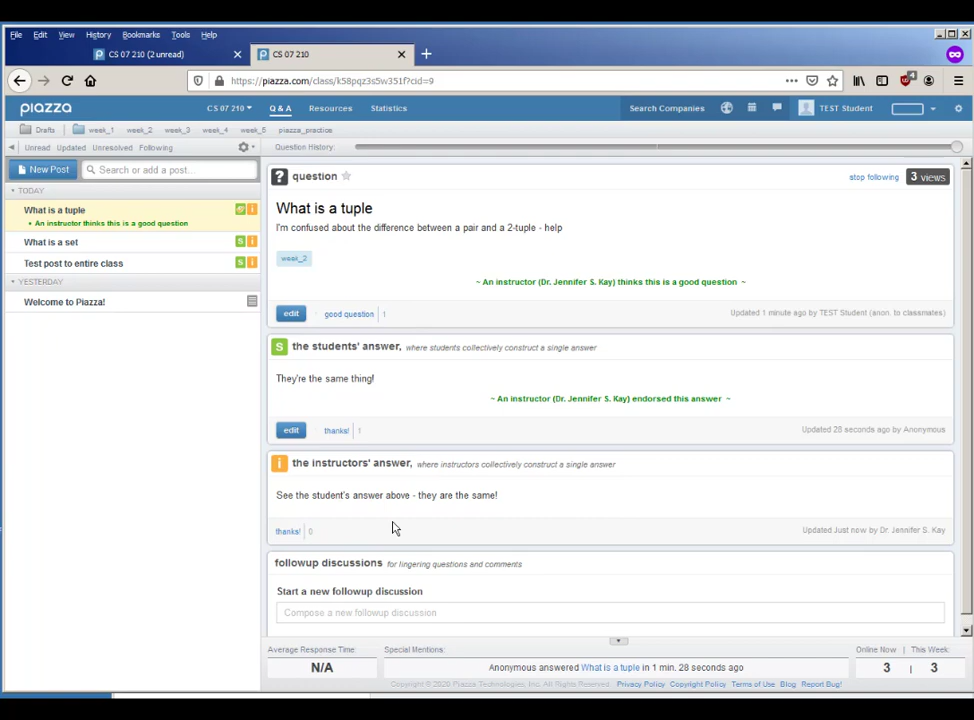 File Edit View History Bookmarks Tools Help
CS 07 210 (2 unread) CS 07 210
https://piazza.com/class/k58pqz3s5w351f?cid=9
4
piazza CS 07 210 Q & A Resources Statistics Search Companies TEST Student
Drafts week_1 week_2 week_3 week_4 week_5 piazza_practice
Unread Updated Unresolved Following Question History:
New Post Search or add a post...
TODAY
What is a tuple i
• An instructor thinks this is a good question
What is a set S i
Test post to entire class S i
YESTERDAY
Welcome to Piazza!
? question stop following 3 views
What is a tuple
I'm confused about the difference between a pair and a 2-tuple - help
week_2
~ An instructor (Dr. Jennifer S. Kay) thinks this is a good question ~
edit good question 1 Updated 1 minute ago by TEST Student (anon. to classmates)
S the students' answer, where students collectively construct a single answer
They're the same thing!
~ An instructor (Dr. Jennifer S. Kay) endorsed this answer ~
edit thanks! 1 Updated 28 seconds ago by Anonymous
i the instructors' answer, where instructors collectively construct a single answer
See the student's answer above - they are the same!
thanks! 0 Updated Just now by Dr. Jennifer S. Kay
followup discussions for lingering questions and comments
Start a new followup discussion
Compose a new followup discussion
Average Response Time: Special Mentions: Online Now | This Week:
N/A Anonymous answered What is a tuple in 1 min. 28 seconds ago 3 | 3
Copyright © 2020 Piazza Technologies, Inc. All Rights Reserved. Privacy Policy Copyright Policy Terms of Use Blog Report Bug!